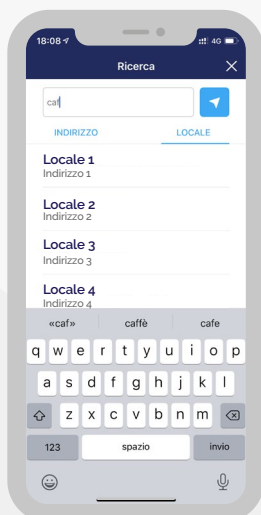 18:08
4G
Ricerca
caf
INDIRIZZO LOCALE
Locale 1
Indirizzo 1
Locale 2
Indirizzo 2
Locale 3
Indirizzo 3
Locale 4
Indirizzo 4
«caf» caffè cafe
q w e r t y u i o p
a s d f g h j k l
z x c v b n m
123 spazio invio